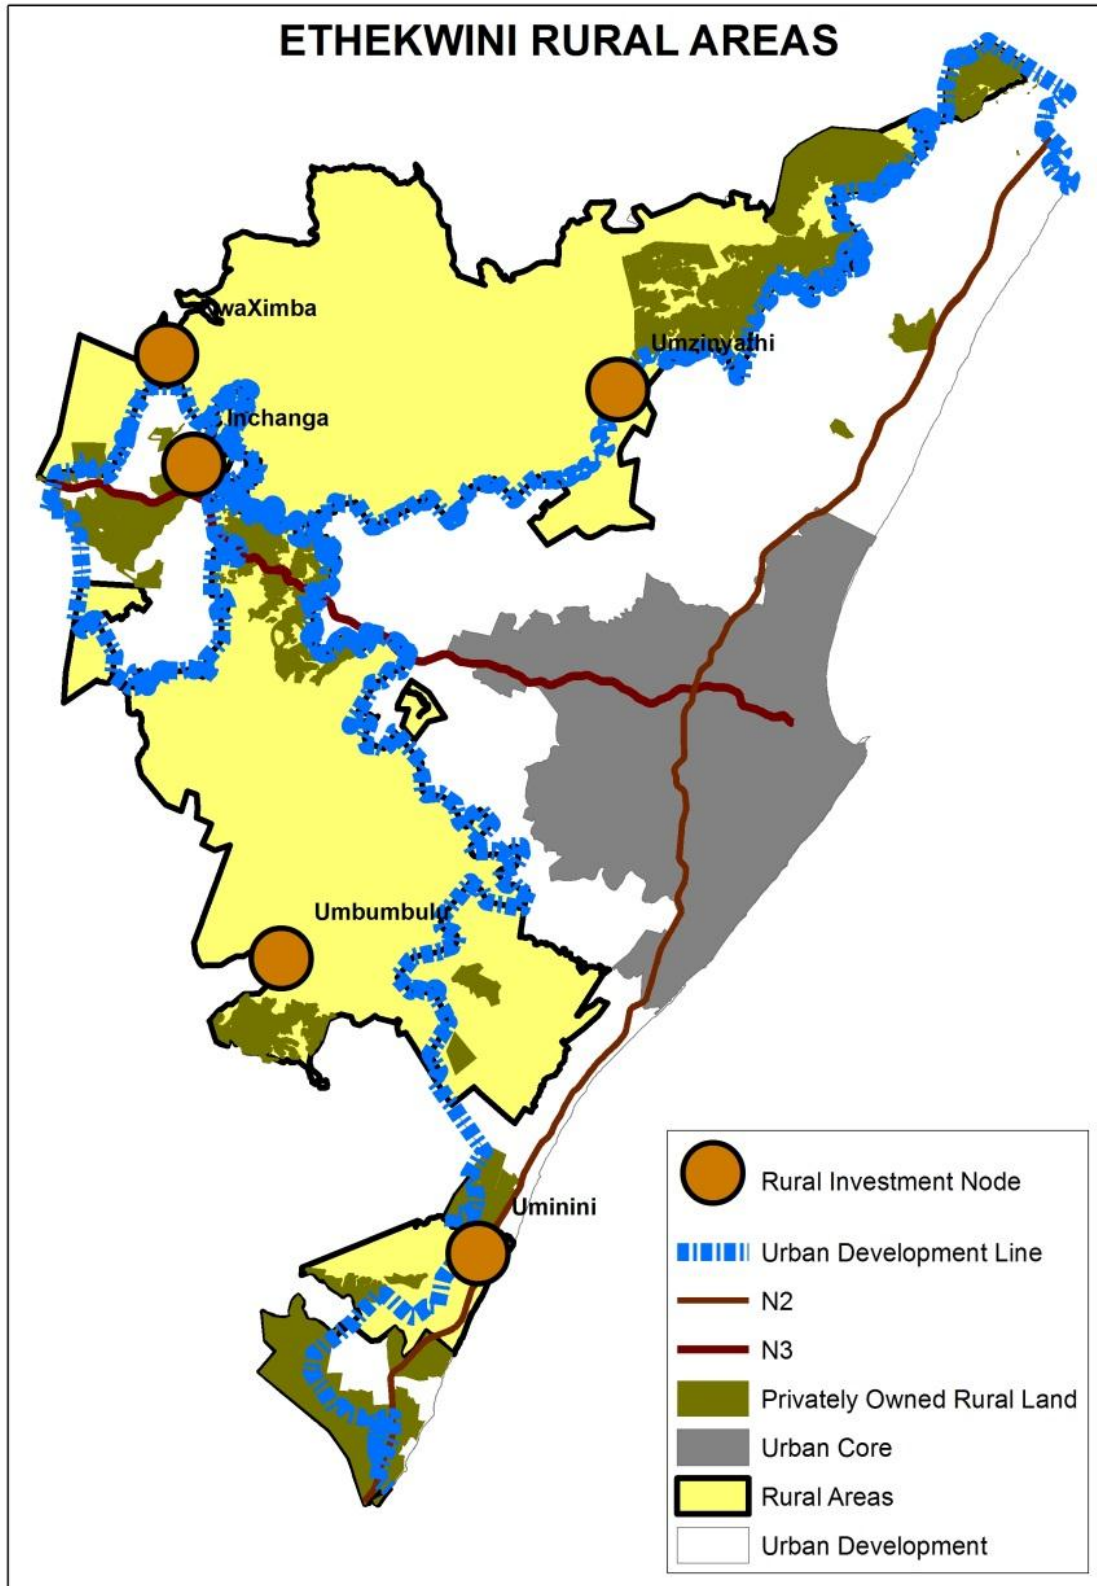 ETHEKWINI RURAL AREAS
waXimba
Inchanga
Umzinyathi
Umbumbulu
Uminini
Rural Investment Node
Urban Development Line
N2
N3
Privately Owned Rural Land
Urban Core
Rural Areas
Urban Development